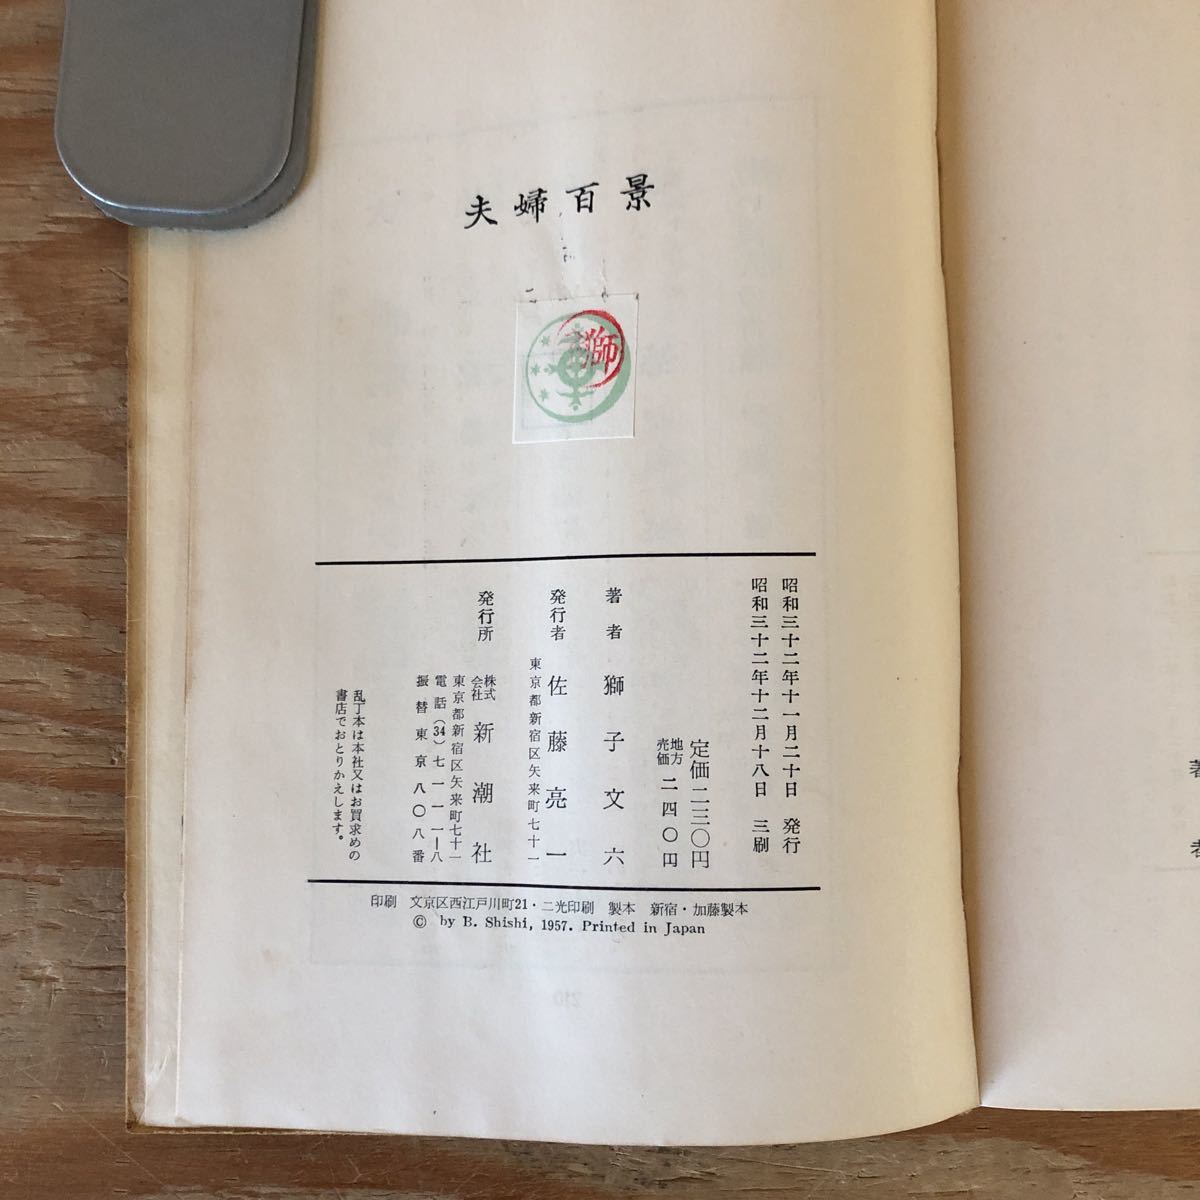 夫婦百景
獅
昭和三十二年十一月二十日 発行
昭和三十二年十二月十八日 三刷
定価 二三〇円
地方売価 二四〇円
著者 獅子文六
発行者 佐藤亮一
東京都新宿区矢来町七十一
発行所 株式会社 新潮社
東京都新宿区矢来町七十一
電話(34)七一一一―八
振替東京八〇八番
乱丁本は本社又はお買求めの
書店でおとりかえします。
印刷 文京区西江戸川町21・二光印刷 製本 新宿・加藤製本
© by B. Shishi, 1957. Printed in Japan
著者